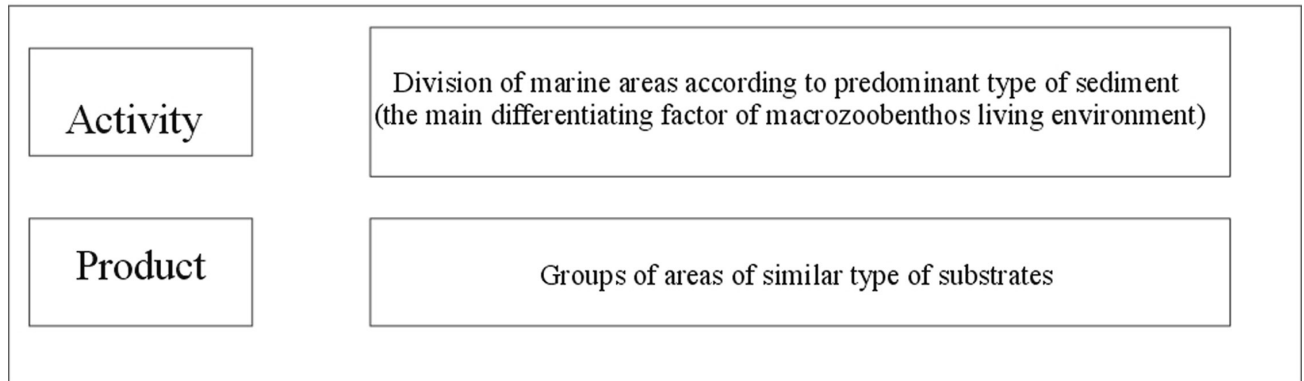 Activity
Division of marine areas according to predominant type of sediment
(the main differentiating factor of macrozoobenthos living environment)
Product
Groups of areas of similar type of substrates